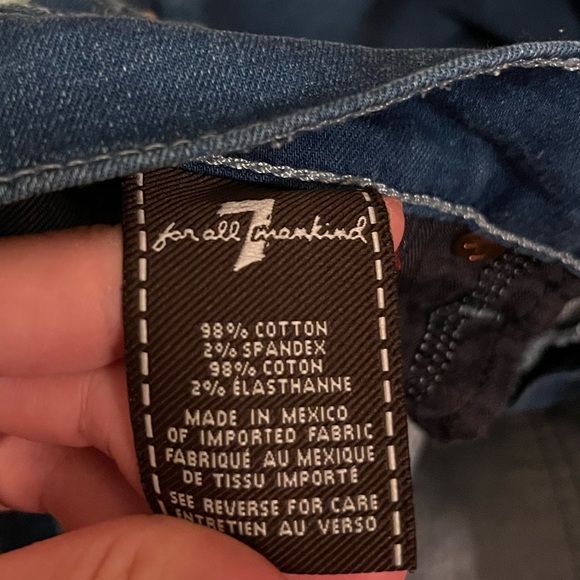 for all 7 mankind
98% COTTON
2% SPANDEX
98% COTON
2% ÉLASTHANNE
MADE IN MEXICO
OF IMPORTED FABRIC
FABRIQUÉ AU MEXIQUE
DE TISSU IMPORTÉ
SEE REVERSE FOR CARE
ENTRETIEN AU VERSO